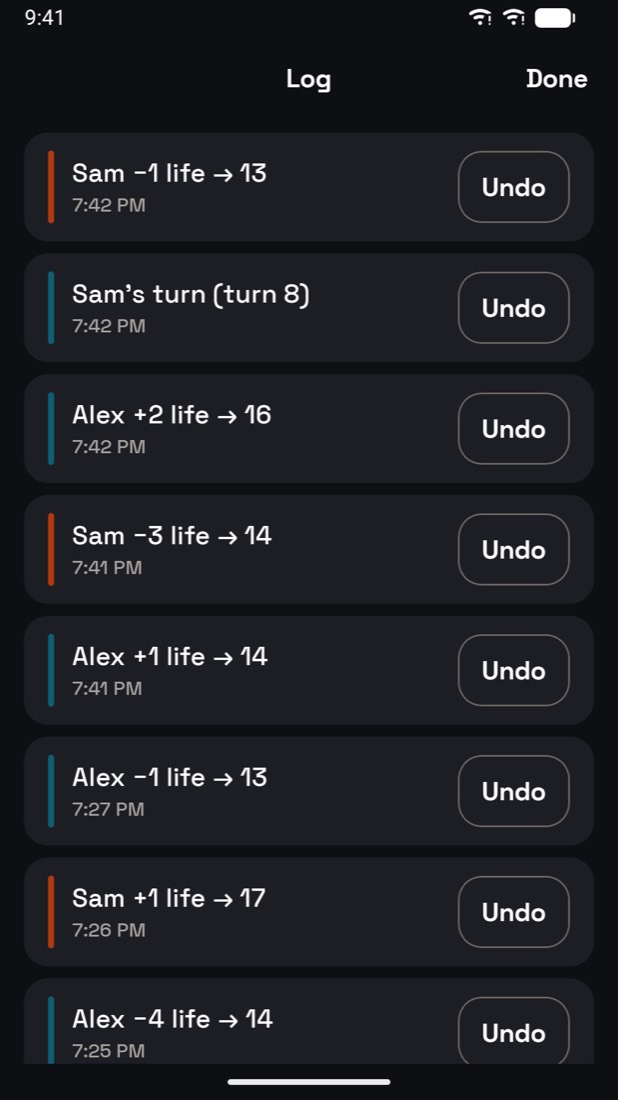 9:41
Log
Done
Sam −1 life → 13
7:42 PM
Undo
Sam's turn (turn 8)
7:42 PM
Undo
Alex +2 life → 16
7:42 PM
Undo
Sam −3 life → 14
7:41 PM
Undo
Alex +1 life → 14
7:41 PM
Undo
Alex −1 life → 13
7:27 PM
Undo
Sam +1 life → 17
7:26 PM
Undo
Alex −4 life → 14
7:25 PM
Undo